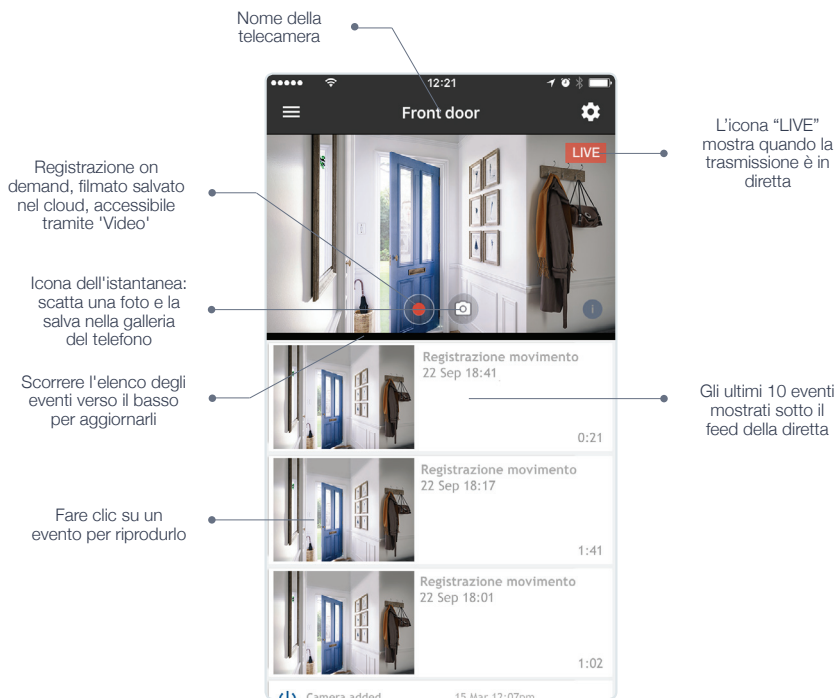 Nome della
telecamera
12:21
Front door
LIVE
L'icona “LIVE”
mostra quando la
trasmissione è in
diretta
Registrazione on
demand, filmato salvato
nel cloud, accessibile
tramite 'Video'
Icona dell'istantanea:
scatta una foto e la
salva nella galleria
del telefono
Scorrere l'elenco degli
eventi verso il basso
per aggiornarli
Registrazione movimento
22 Sep 18:41
0:21
Gli ultimi 10 eventi
mostrati sotto il
feed della diretta
Fare clic su un
evento per riprodurlo
Registrazione movimento
22 Sep 18:17
1:41
Registrazione movimento
22 Sep 18:01
1:02
Camera added
15 Mar 12:07pm